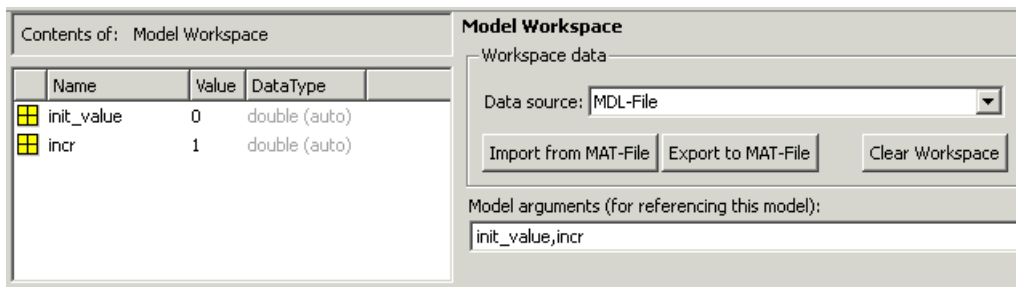 Contents of: Model Workspace
Name Value DataType
init_value 0 double (auto)
incr 1 double (auto)
Model Workspace
Workspace data
Data source: MDL-File
Import from MAT-File Export to MAT-File Clear Workspace
Model arguments (for referencing this model):
init_value,incr